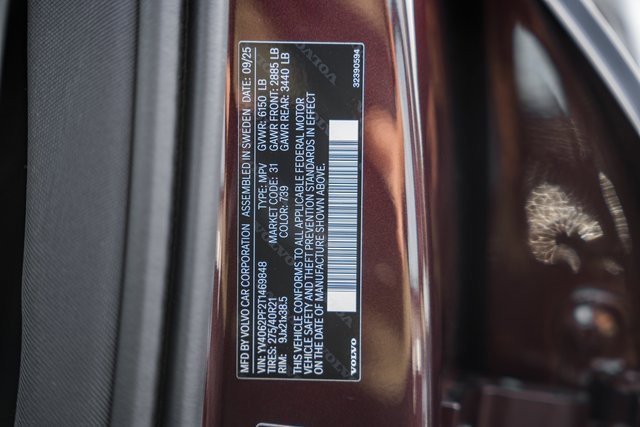 MFD BY VOLVO CAR CORPORATION ASSEMBLED IN SWEDEN DATE: 09/25
VIN: YV4062PF2T1469848 TYPE: MPV GVWR: 6150 LB
TIRES: 275/40R21 MARKET CODE: 31 GAWR FRONT: 2885 LB
RIM: 9Jx21x38.5 COLOR: 739 GAWR REAR: 3440 LB
THIS VEHICLE CONFORMS TO ALL APPLICABLE FEDERAL MOTOR
VEHICLE SAFETY AND THEFT PREVENTION STANDARDS IN EFFECT
ON THE DATE OF MANUFACTURE SHOWN ABOVE.
VOLVO
32390594